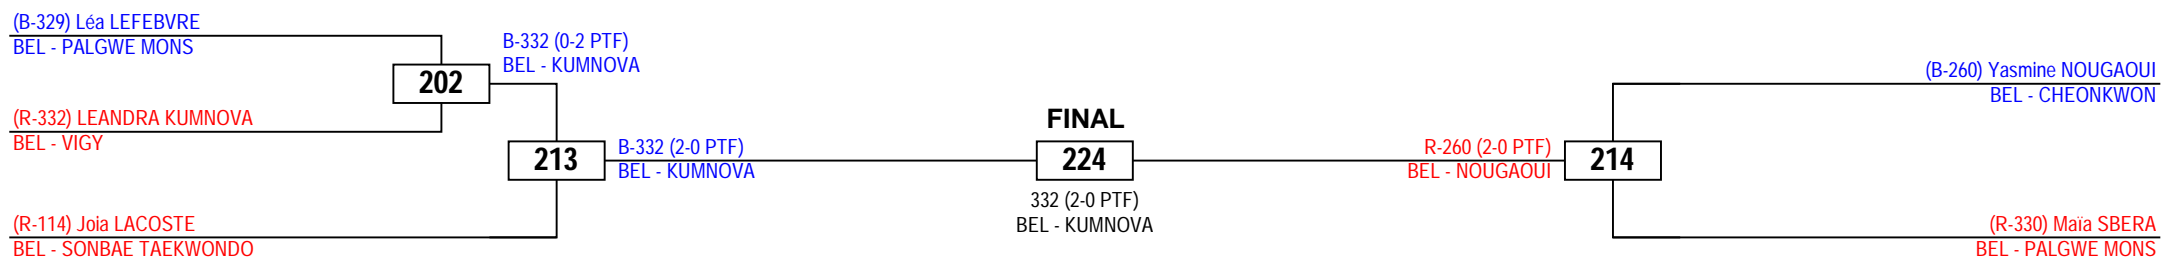 (B-329) Léa LEFEBVRE
BEL - PALGWE MONS
202
(R-332) LEANDRA KUMNOVA
BEL - VIGY
B-332 (0-2 PTF)
BEL - KUMNOVA
213
(R-114) Joia LACOSTE
BEL - SONBAE TAEKWONDO
B-332 (2-0 PTF)
BEL - KUMNOVA
FINAL
224
332 (2-0 PTF)
BEL - KUMNOVA
R-260 (2-0 PTF)
BEL - NOUGAOUI
214
(B-260) Yasmine NOUGAOUI
BEL - CHEONKWON
(R-330) Maïa SBERA
BEL - PALGWE MONS